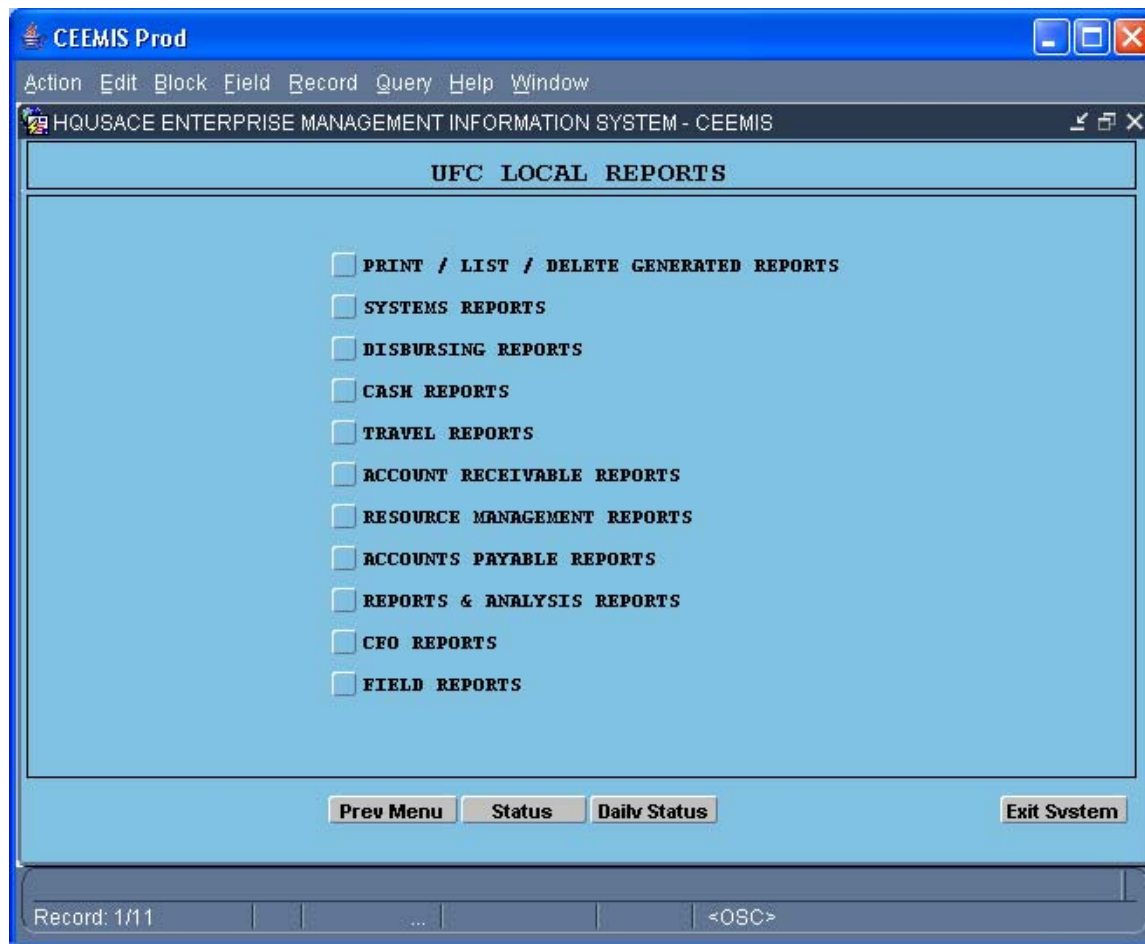 CEEMIS Prod
Action Edit Block Field Record Query Help Window
HQUSACE ENTERPRISE MANAGEMENT INFORMATION SYSTEM - CEEMIS
UFC LOCAL REPORTS
PRINT / LIST / DELETE GENERATED REPORTS
SYSTEMS REPORTS
DISBURSING REPORTS
CASH REPORTS
TRAVEL REPORTS
ACCOUNT RECEIVABLE REPORTS
RESOURCE MANAGEMENT REPORTS
ACCOUNTS PAYABLE REPORTS
REPORTS & ANALYSIS REPORTS
CFO REPORTS
FIELD REPORTS
Prev Menu Status Daily Status Exit System
Record: 1/11 ... <OSC>